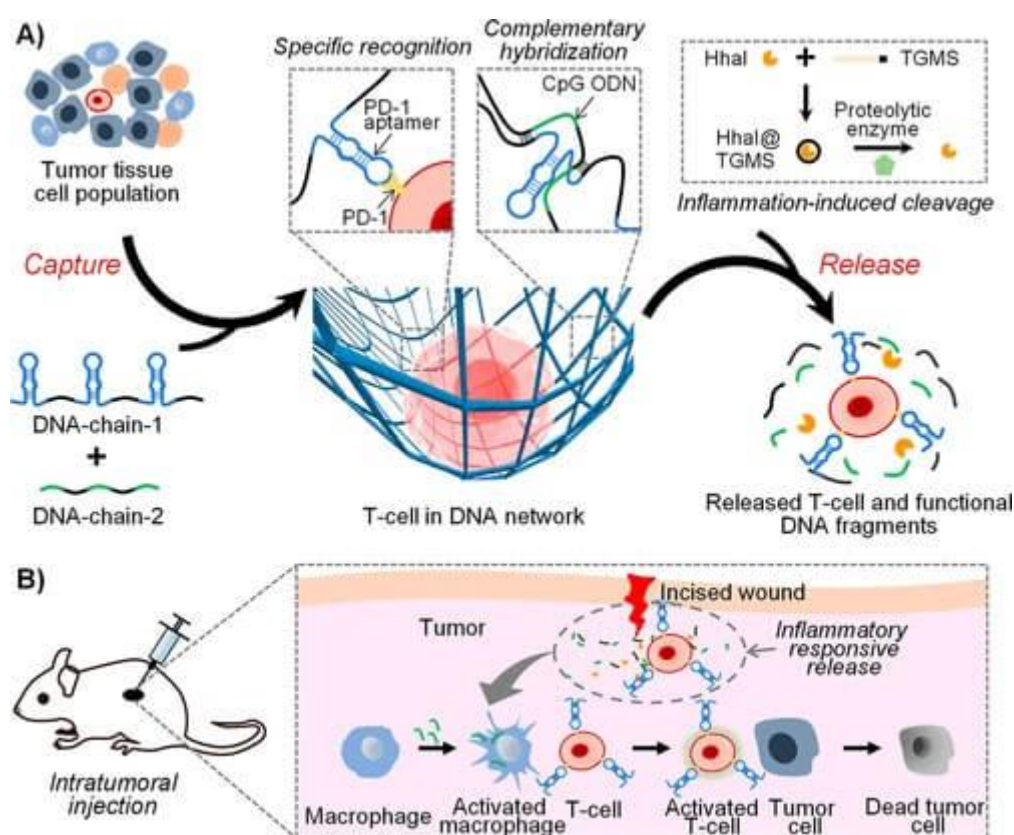 A)
Tumor tissue
cell population
Specific recognition
PD-1
aptamer
PD-1
Complementary
hybridization
CpG ODN
HhaI + TGMS
HhaI@
TGMS
Proteolytic
enzyme
Inflammation-induced cleavage
Capture
Release
DNA-chain-1
+
DNA-chain-2
T-cell in DNA network
Released T-cell and functional
DNA fragments
B)
Intratumoral
injection
Incised wound
Tumor
Inflammatory
responsive
release
Macrophage
Activated
macrophage
T-cell
Activated
T-cell
Tumor
cell
Dead tumor
cell